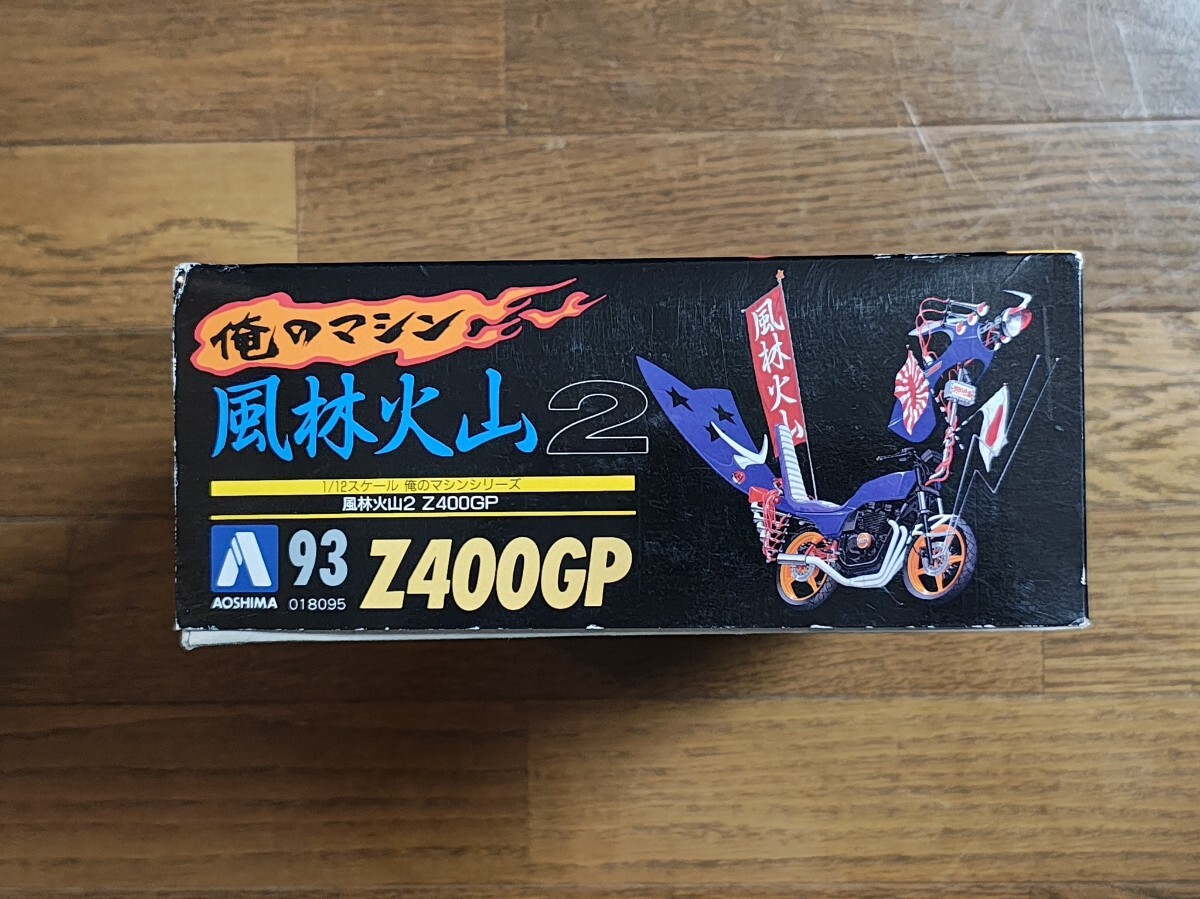 俺のマシン
風林火山2
1/12スケール 俺のマシンシリーズ
風林火山2 Z400GP
AOSHIMA
93
018095
Z400GP
風林火山